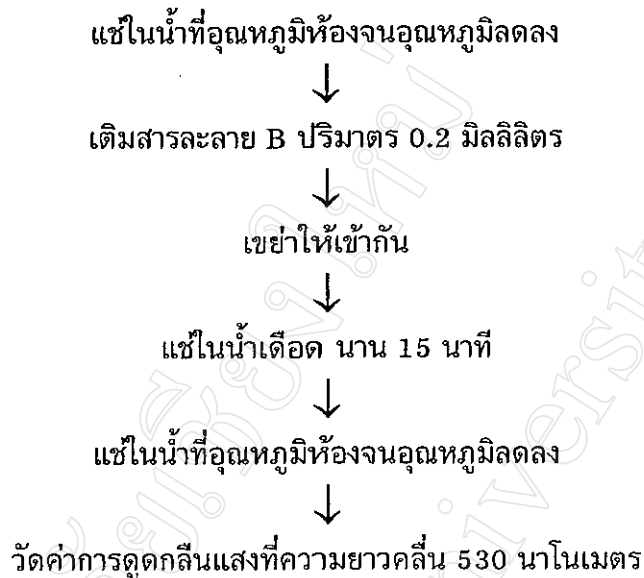 แช่ในน้ำที่อุณหภูมิห้องจนอุณหภูมิลดลง
เติมสารละลาย B ปริมาตร 0.2 มิลลิลิตร
เขย่าให้เข้ากัน
แช่ในน้ำเดือด นาน 15 นาที
แช่ในน้ำที่อุณหภูมิห้องจนอุณหภูมิลดลง
วัดค่าการดูดกลืนแสงที่ความยาวคลื่น 530 นาโนเมตร